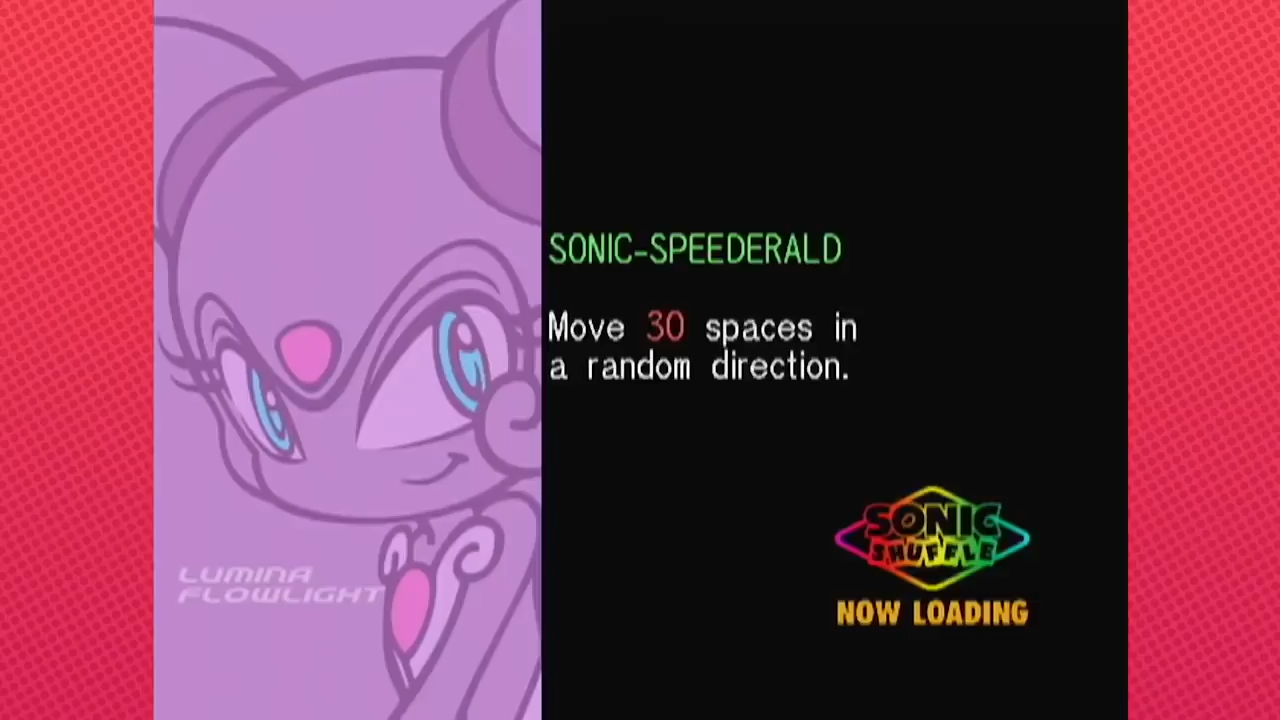 SONIC-SPEEDERALD
Move 30 spaces in
a random direction.
LUMINA
FLOWLIGHT
SONIC
SHUFFLE
NOW LOADING